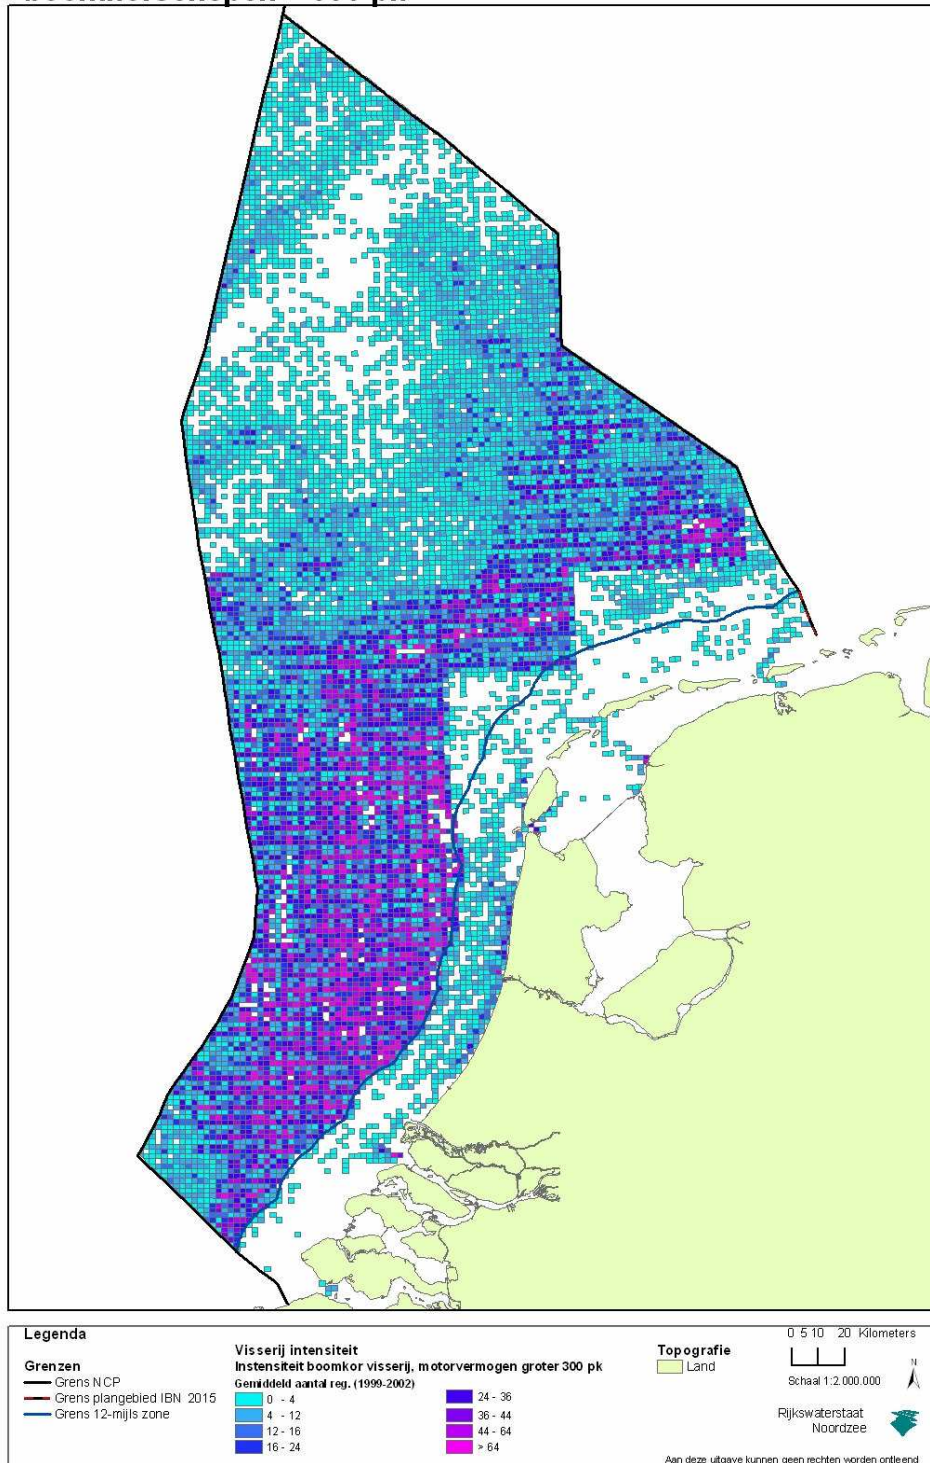 Legenda
Grenzen
Grens NCP
Grens plangebied IBN 2015
Grens 12-mijls zone
Visserij intensiteit
Instensiteit boomkor visserij, motorvermogen groter 300 pk
Gemiddeld aantal reg. (1999-2002)
0 - 4
4 - 12
12 - 16
16 - 24
24 - 36
36 - 44
44 - 64
> 64
Topografie
Land
0 5 10 20 Kilometers
Schaal 1:2.000.000
N
Rijkswaterstaat
Noordzee
Aan deze uitgave kunnen geen rechten worden ontleend